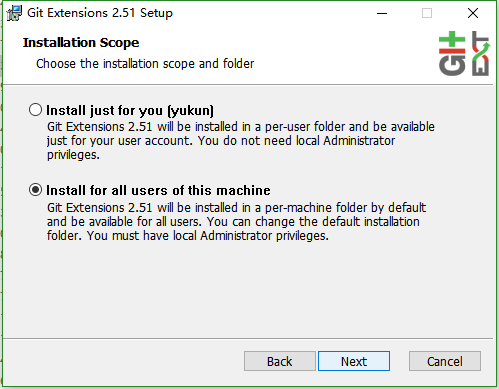 Git Extensions 2.51 Setup
Installation Scope
Choose the installation scope and folder
Git
EXT
Install just for you (yukun)
Git Extensions 2.51 will be installed in a per-user folder and be available
just for your user account. You do not need local Administrator
privileges.
Install for all users of this machine
Git Extensions 2.51 will be installed in a per-machine folder by default
and be available for all users. You can change the default installation
folder. You must have local Administrator privileges.
Back
Next
Cancel